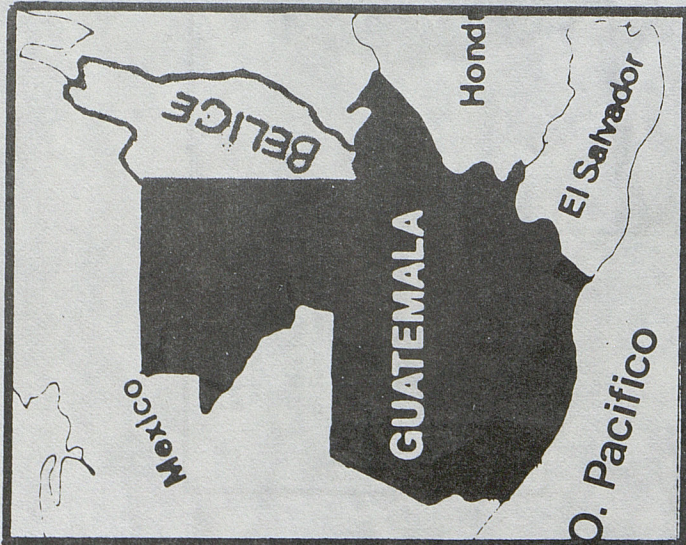 BELICE
Mexico
GUATEMALA
Hond
El Salvador
O. Pacifico